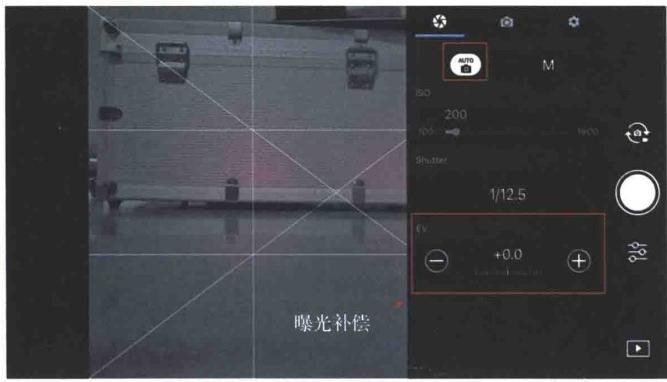 AUTO
M
ISO
200
100
1600
Shutter
1/12.5
EV
+0.0
曝光补偿